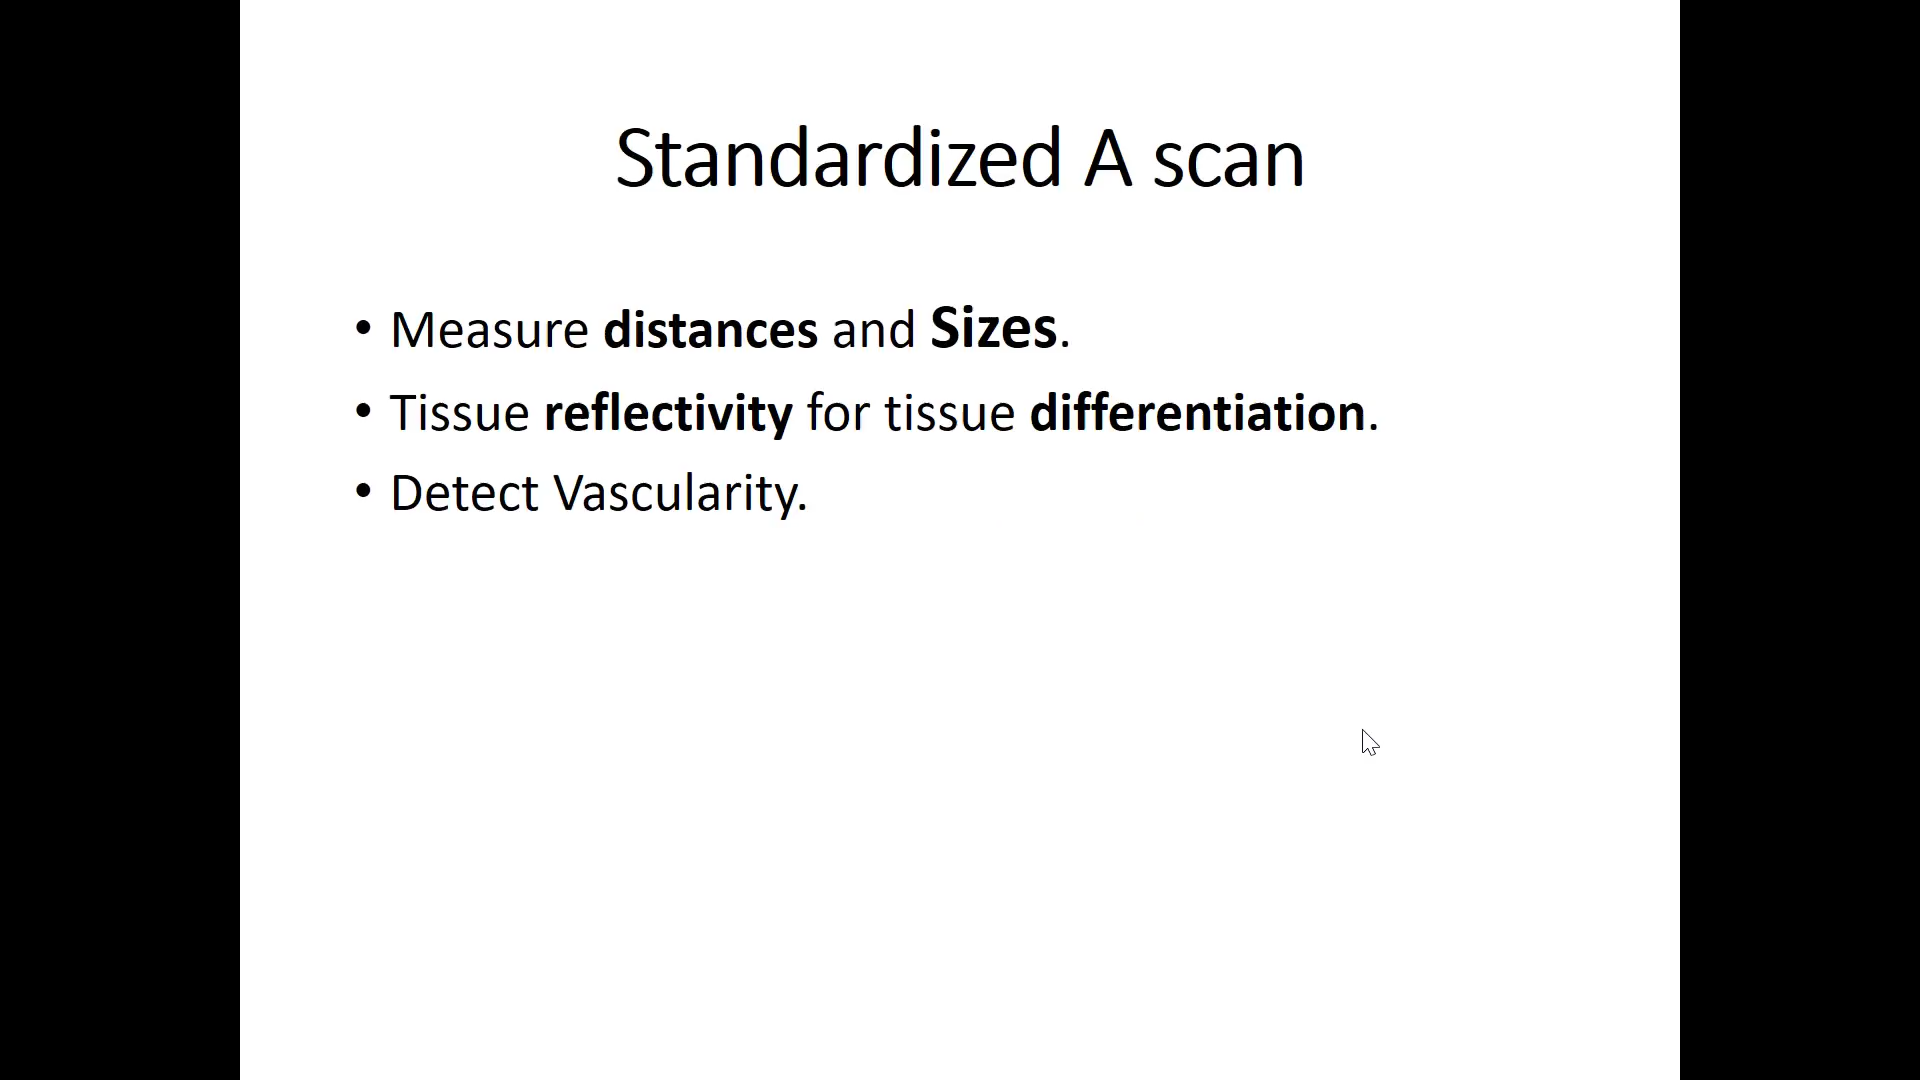 Standardized A scan
• Measure distances and Sizes.
• Tissue reflectivity for tissue differentiation.
• Detect Vascularity.